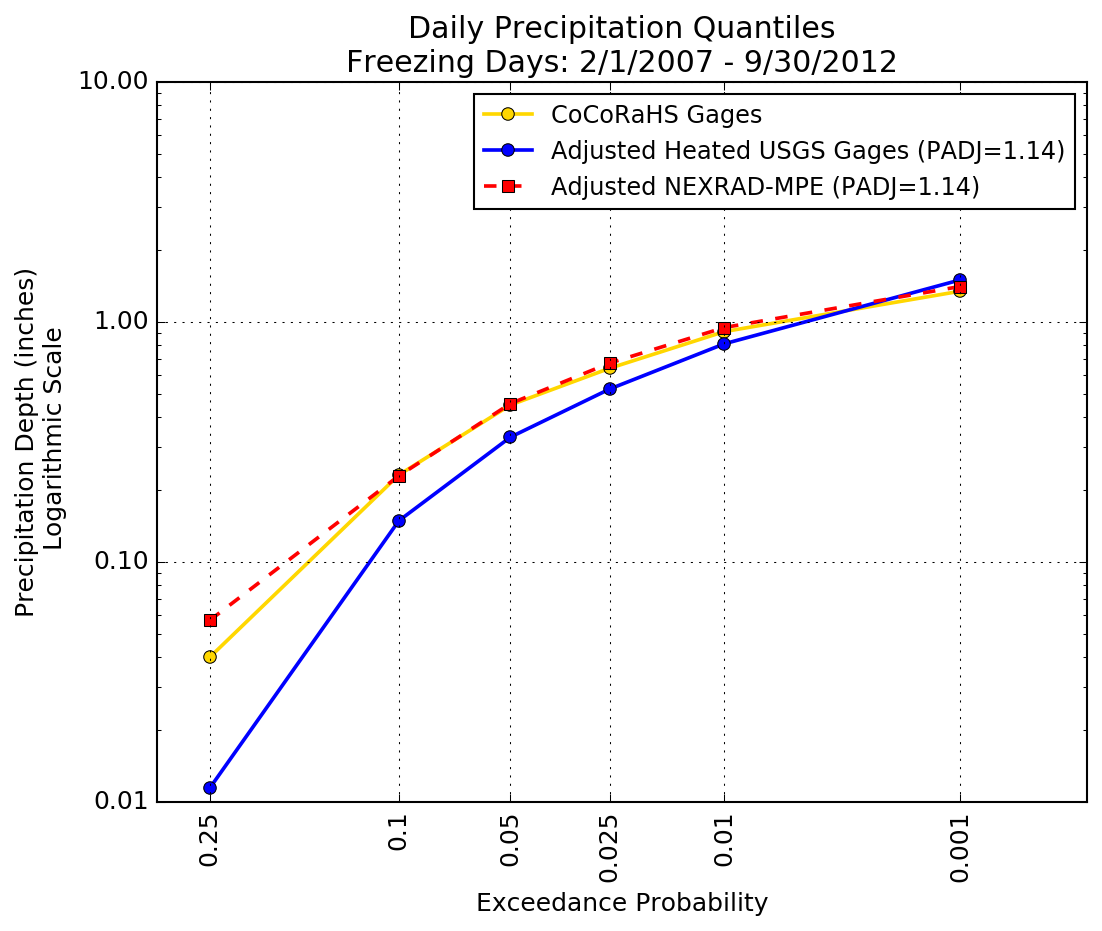 Daily Precipitation Quantiles
Freezing Days: 2/1/2007 - 9/30/2012
CoCoRaHS Gages
Adjusted Heated USGS Gages (PADJ=1.14)
Adjusted NEXRAD-MPE (PADJ=1.14)
Precipitation Depth (inches)
Logarithmic Scale
10.00
1.00
0.10
0.01
0.25
0.1
0.05
0.025
0.01
0.001
Exceedance Probability